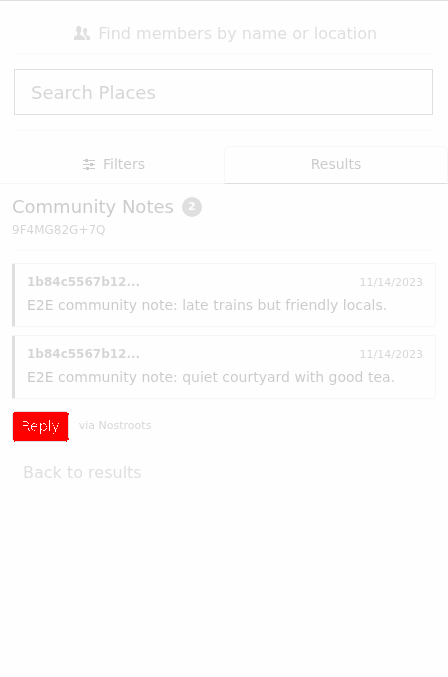 Find members by name or location
Search Places
Filters
Results
Community Notes 2
9F4MG82G+7Q
1b84c5567b12... 11/14/2023
E2E community note: late trains but friendly locals.
1b84c5567b12... 11/14/2023
E2E community note: quiet courtyard with good tea.
Reply via Nostroots
Back to results